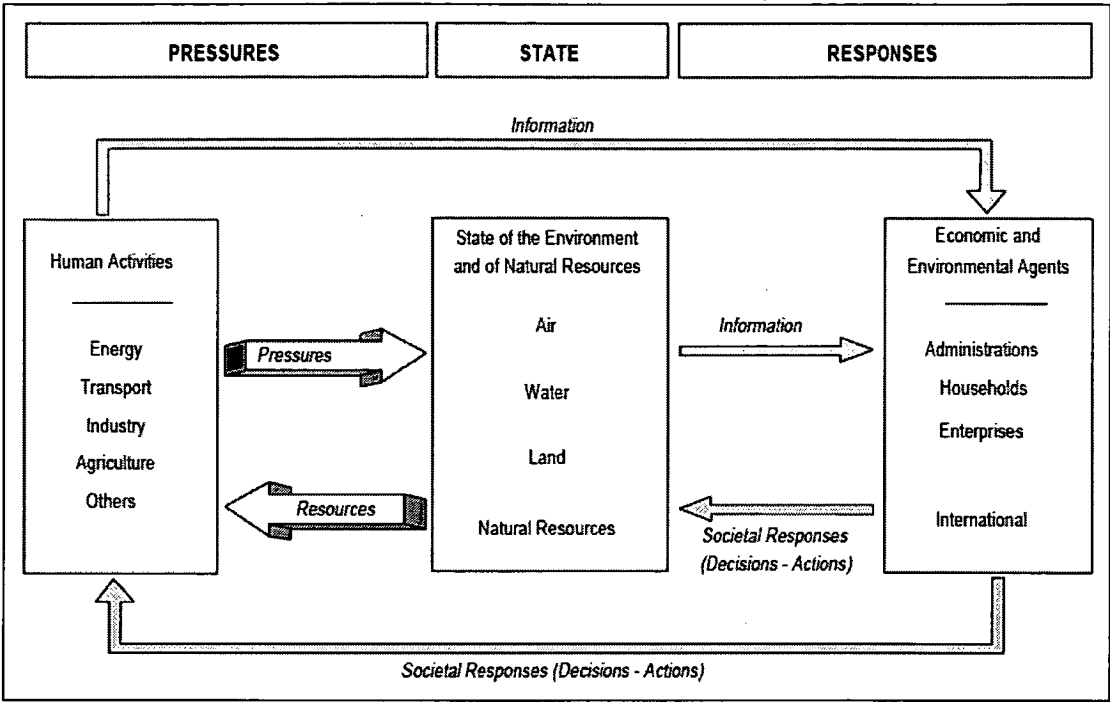 PRESSURES
STATE
RESPONSES
Information
Human Activities
Energy
Transport
Industry
Agriculture
Others
Pressures
Resources
State of the Environment
and of Natural Resources
Air
Water
Land
Natural Resources
Information
Societal Responses
(Decisions - Actions)
Economic and
Environmental Agents
Administrations
Households
Enterprises
International
Societal Responses (Decisions - Actions)